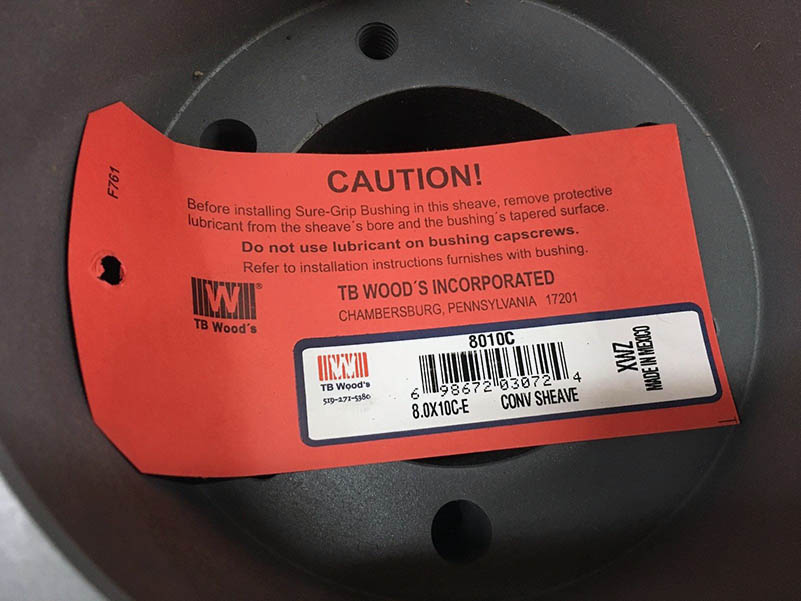 F761
CAUTION!
Before installing Sure-Grip Bushing in this sheave, remove protective
lubricant from the sheave´s bore and the bushing´s tapered surface.
Do not use lubricant on bushing capscrews.
Refer to installation instructions furnishes with bushing.
W®
TB Wood´s
TB WOOD´S INCORPORATED
CHAMBERSBURG, PENNSYLVANIA 17201
8010C
W
TB Wood's
519-271-5380
6 98672 03072 4
8.0X10C-E CONV SHEAVE
XWZ
MADE IN MEXICO